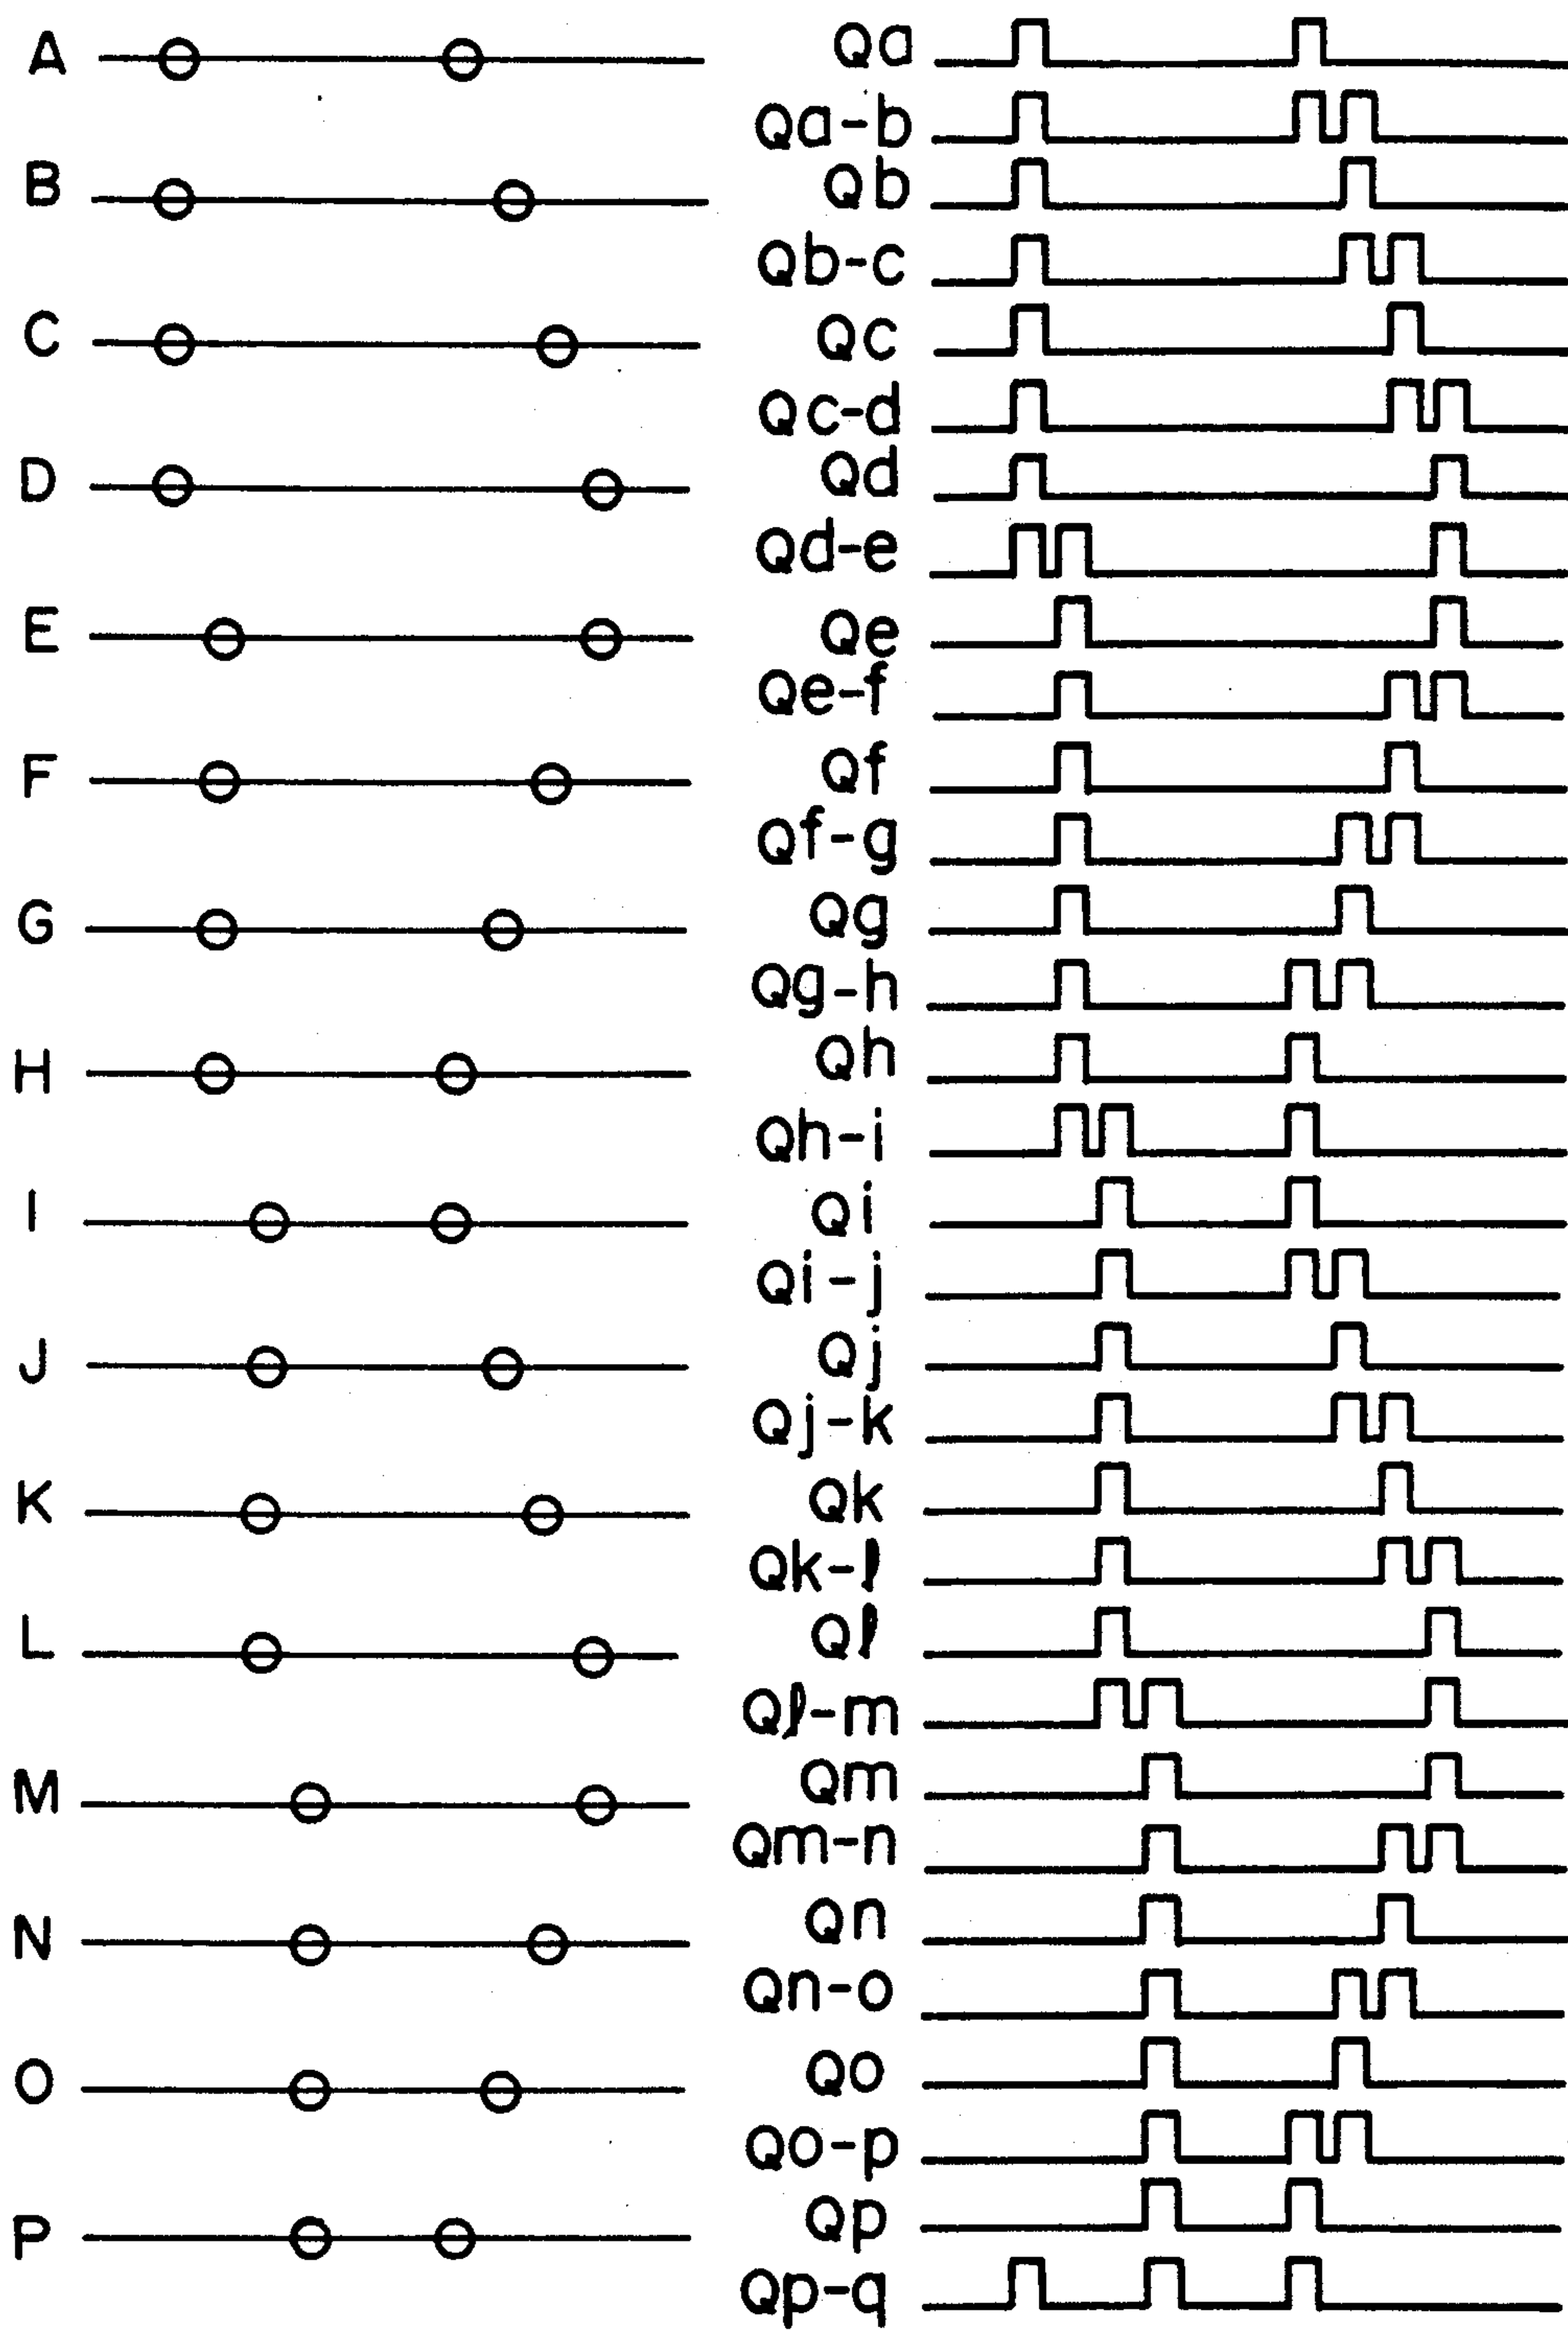 A
B
C
D
E
F
G
H
I
J
K
L
M
N
O
P
Qa
Qa-b
Qb
Qb-c
Qc
Qc-d
Qd
Qd-e
Qe
Qe-f
Qf
Qf-g
Qg
Qg-h
Qh
Qh-i
Qi
Qi-j
Qj
Qj-k
Qk
Qk-l
Ql
Ql-m
Qm
Qm-n
Qn
Qn-o
Qo
Qo-p
Qp
Qp-q